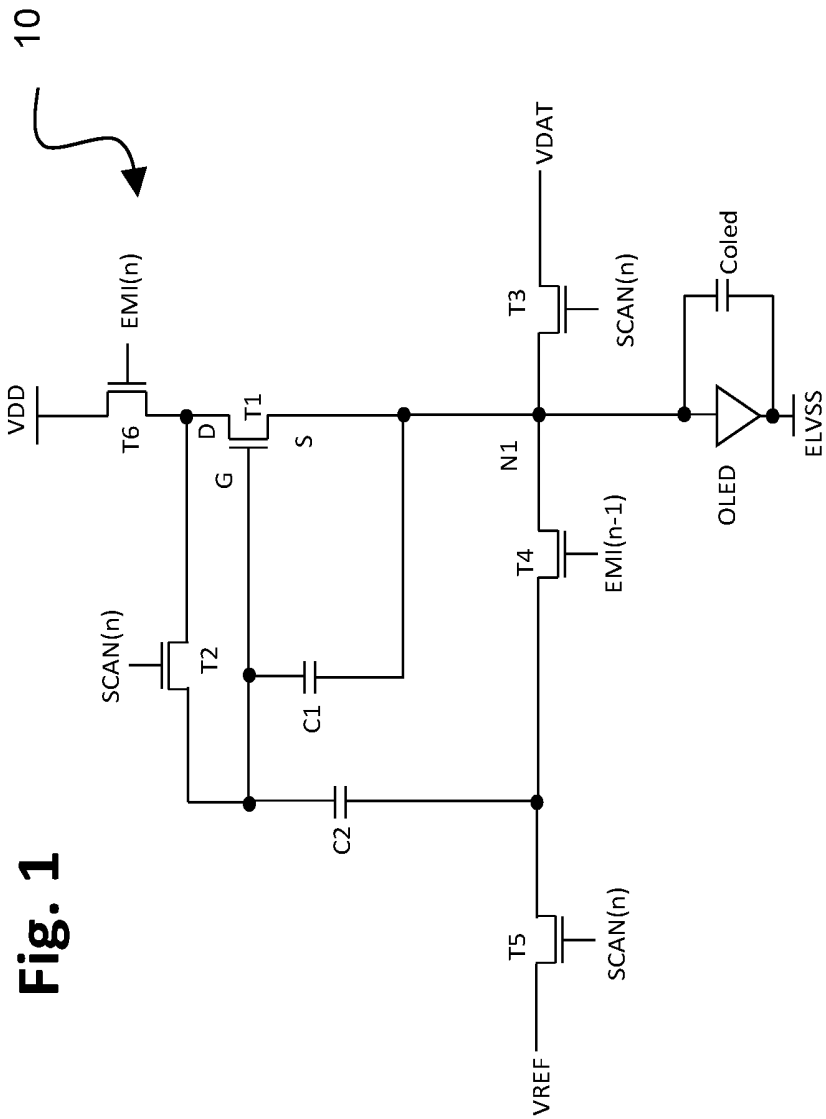 Fig. 1
10
VDD
EMI(n)
T6
SCAN(n)
T2
D
G
T1
S
C1
C2
N1
VDAT
T3
SCAN(n)
T4
EMI(n-1)
T5
SCAN(n)
VREF
Coled
OLED
ELVSS